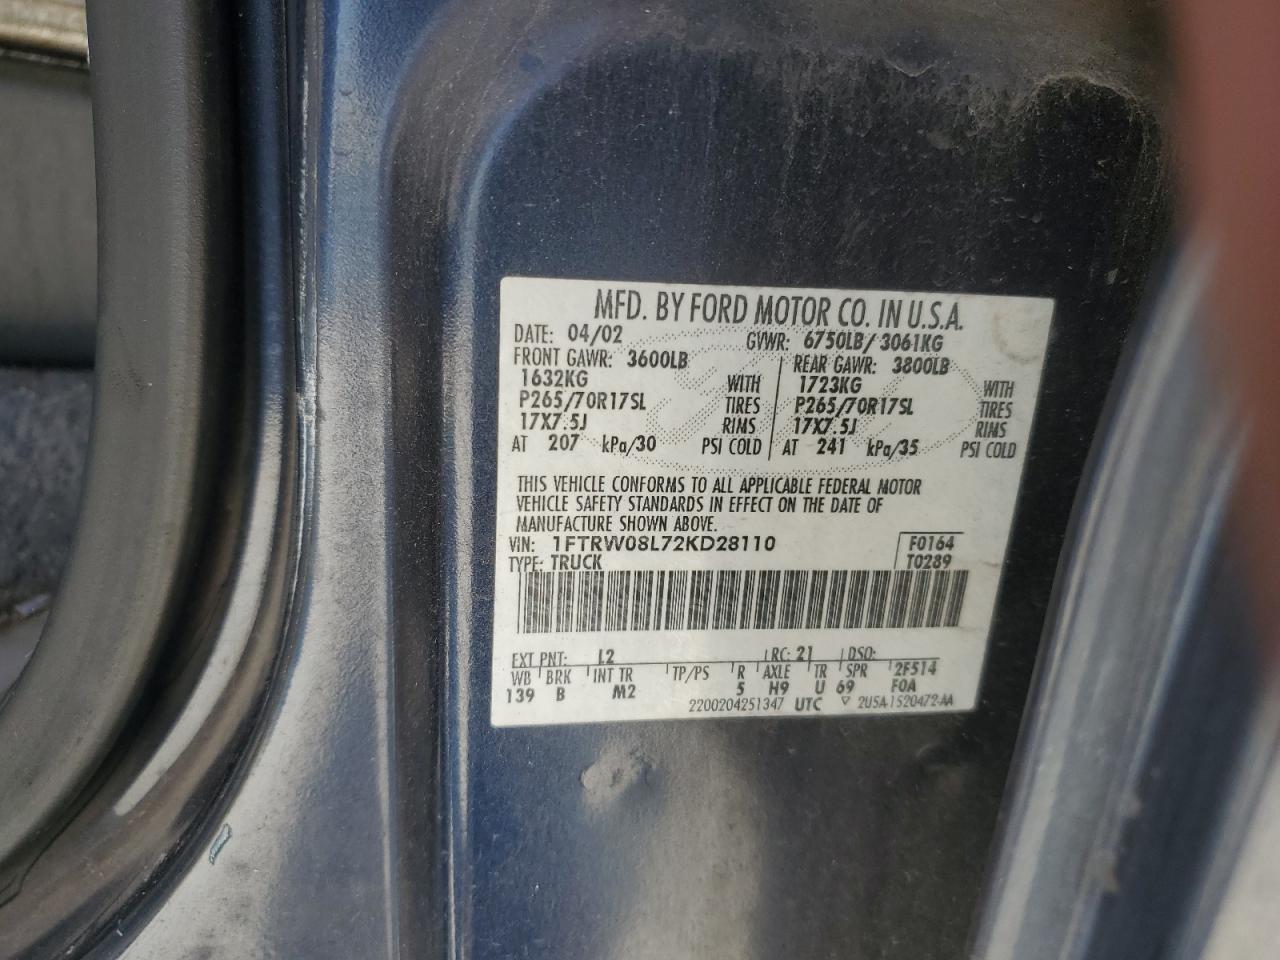 MFD. BY FORD MOTOR CO. IN U.S.A.
DATE: 04/02 GVWR: 6750LB/3061KG
FRONT GAWR: 3600LB REAR GAWR: 3800LB
1632KG WITH 1723KG WITH
P265/70R17SL TIRES P265/70R17SL TIRES
17X7.5J RIMS 17X7.5J RIMS
AT 207 kPa/30 PSI COLD AT 241 kPa/35 PSI COLD
THIS VEHICLE CONFORMS TO ALL APPLICABLE FEDERAL MOTOR
VEHICLE SAFETY STANDARDS IN EFFECT ON THE DATE OF
MANUFACTURE SHOWN ABOVE.
VIN: 1FTRW08L72KD28110 F0164
TYPE: TRUCK T0289
EXT PNT: L2 RC: 21 DSO:
WB BRK INT TR TP/PS R AXLE TR SPR 2F514
139 B M2 5 H9 U 69 FOA
2200204251347 UTC ▽ 2U5A-1520472-AA